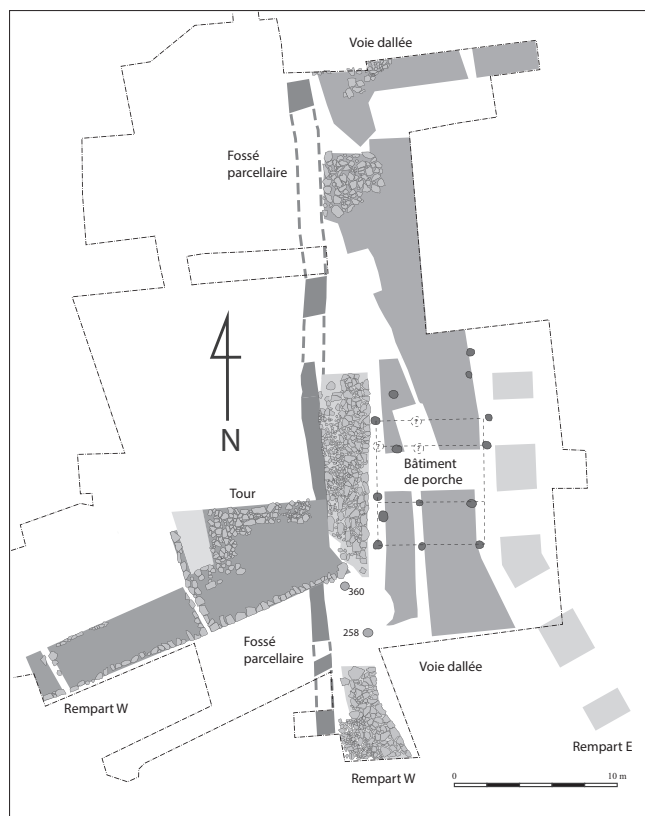 Voie dallée
Fossé
parcellaire
N
Bâtiment
de porche
Tour
360
258
Fossé
parcellaire
Voie dallée
Rempart W
Rempart E
Rempart W
0
10 m